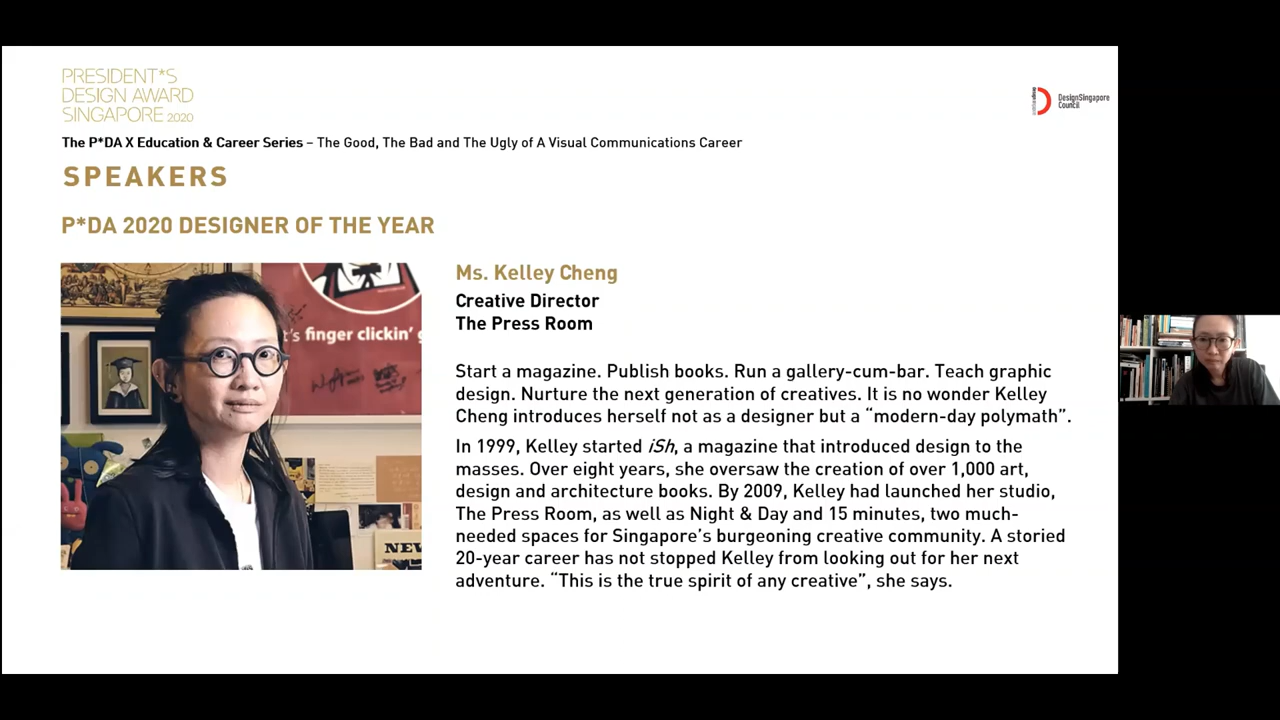 PRESIDENT*S
DESIGN AWARD
SINGAPORE 2020
DesignSingapore
Council
The P*DA X Education & Career Series – The Good, The Bad and The Ugly of A Visual Communications Career
SPEAKERS
P*DA 2020 DESIGNER OF THE YEAR
t's finger clickin' g
NEW
Ms. Kelley Cheng
Creative Director
The Press Room
Start a magazine. Publish books. Run a gallery-cum-bar. Teach graphic
design. Nurture the next generation of creatives. It is no wonder Kelley
Cheng introduces herself not as a designer but a “modern-day polymath”.
In 1999, Kelley started iSh, a magazine that introduced design to the
masses. Over eight years, she oversaw the creation of over 1,000 art,
design and architecture books. By 2009, Kelley had launched her studio,
The Press Room, as well as Night & Day and 15 minutes, two much-
needed spaces for Singapore’s burgeoning creative community. A storied
20-year career has not stopped Kelley from looking out for her next
adventure. “This is the true spirit of any creative”, she says.